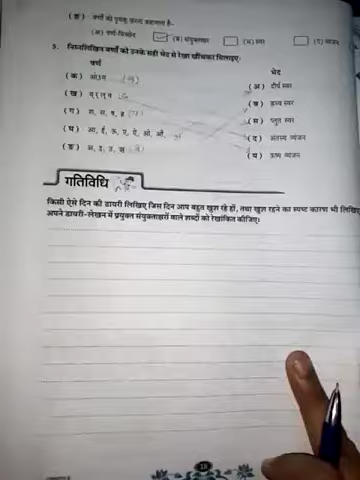 (ङ) वर्णों को पृथक् करना कहलाता है-
(अ) वर्ण-विच्छेद (ब) संयुक्ताक्षर (स) स्वर (द) व्यंजन
5. निम्नलिखित वर्णों को उनके सही भेद से रेखा खींचकर मिलाइए-
वर्ण भेद
(क) ओ३म (अ) दीर्घ स्वर
(ख) य् र् ल् व (ब) ह्रस्व स्वर
(ग) श, स, ष, ह (स) प्लुत स्वर
(घ) आ, ई, ऊ, ए, ऐ, ओ, औ, (द) अंतस्थ व्यंजन
(ङ) अ, इ, उ, ऋ (य) ऊष्म व्यंजन
गतिविधि
किसी ऐसे दिन की डायरी लिखिए जिस दिन आप बहुत खुश रहे हों, तथा खुश रहने का स्पष्ट कारण भी लिखिए
अपने डायरी-लेखन में प्रयुक्त संयुक्ताक्षरों वाले शब्दों को रेखांकित कीजिए।
18